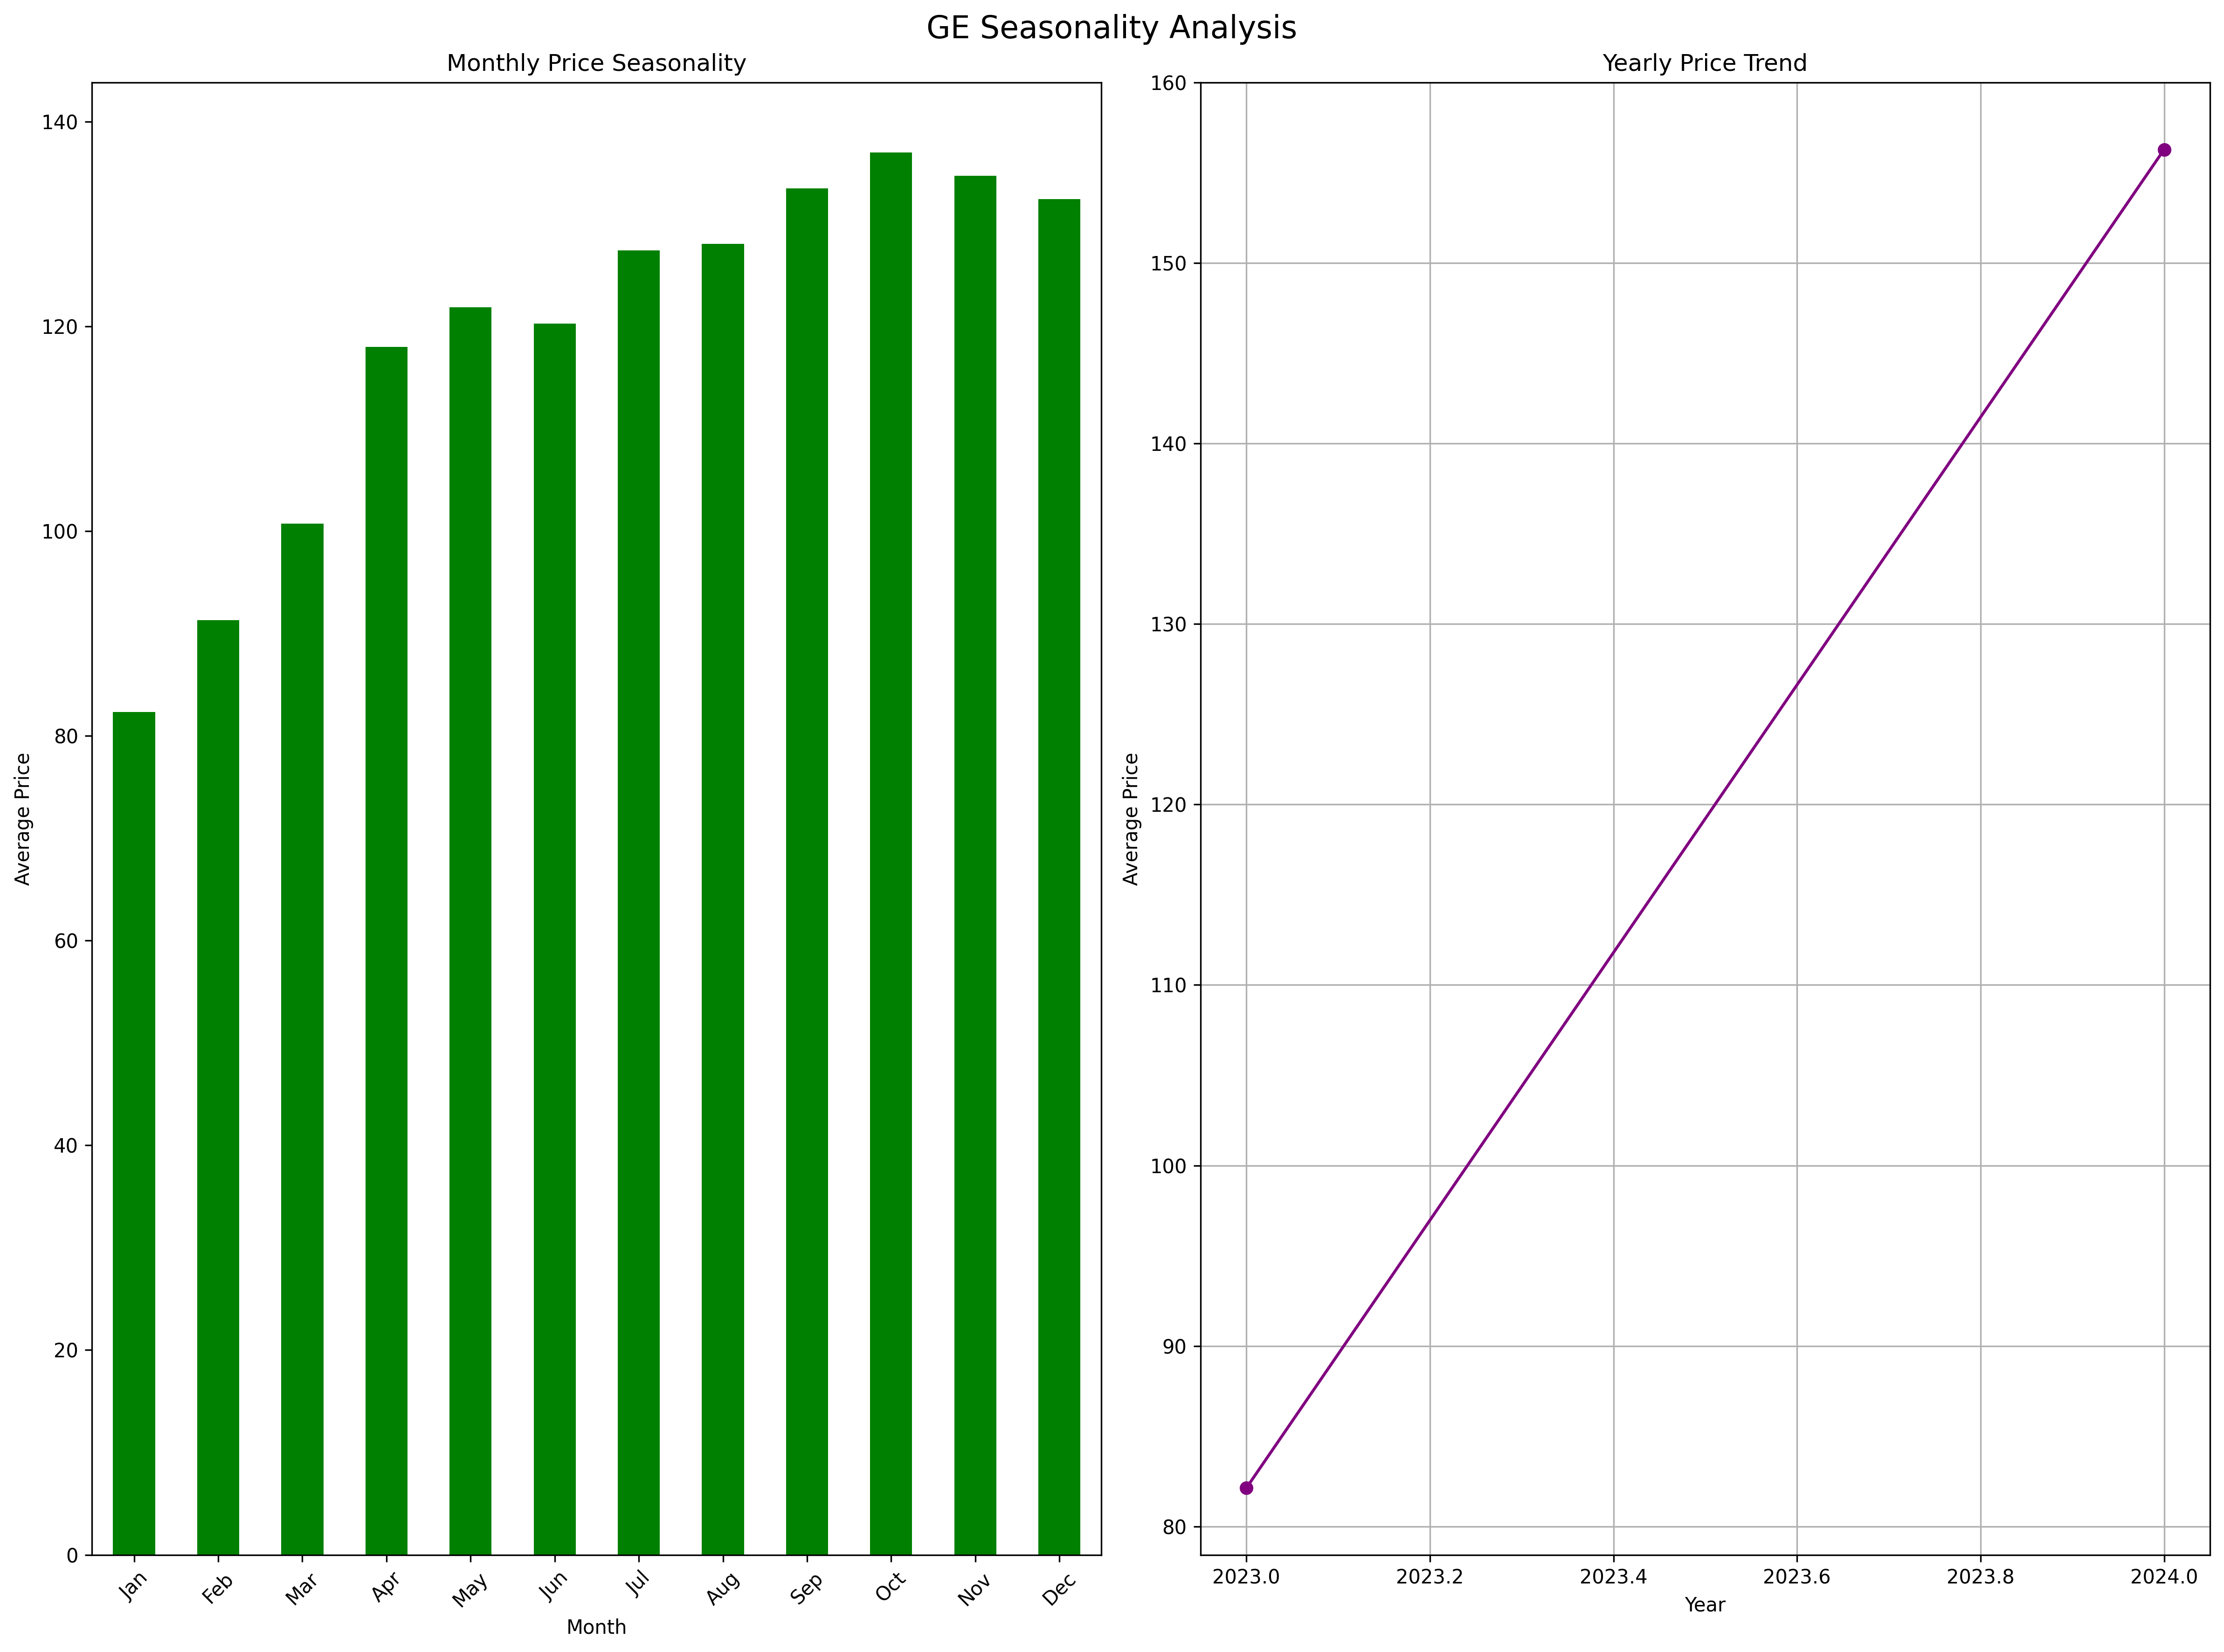 GE Seasonality Analysis
Monthly Price Seasonality
Average Price
140
120
100
80
60
40
20
0
Jan Feb Mar Apr May Jun Jul Aug Sep Oct Nov Dec
Month
Yearly Price Trend
Average Price
160
150
140
130
120
110
100
90
80
2023.0 2023.2 2023.4 2023.6 2023.8 2024.0
Year